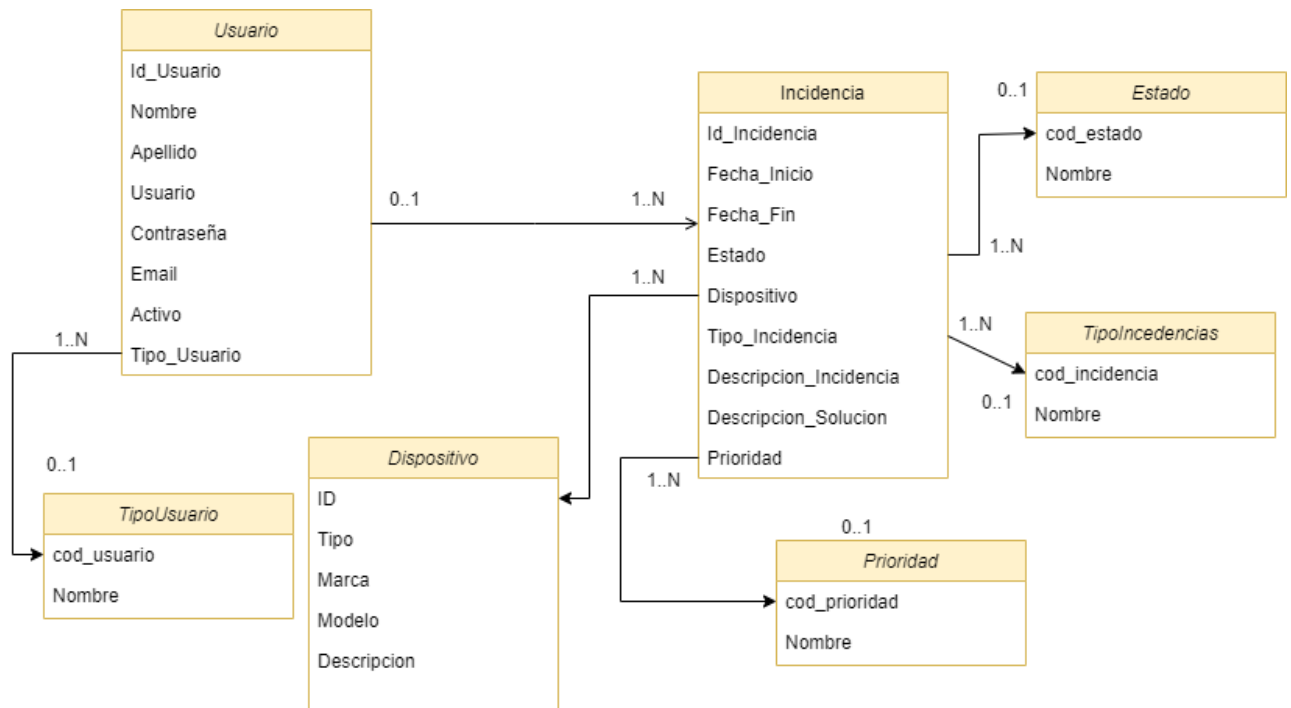 Usuario
Id_Usuario
Nombre
Apellido
Usuario
Contraseña
Email
Activo
Tipo_Usuario
0..1
1..N
Incidencia
Id_Incidencia
Fecha_Inicio
Fecha_Fin
Estado
Dispositivo
Tipo_Incidencia
Descripcion_Incidencia
Descripcion_Solucion
Prioridad
0..1
Estado
cod_estado
Nombre
1..N
1..N
1..N
TipoIncedencias
cod_incidencia
Nombre
0..1
1..N
0..1
TipoUsuario
cod_usuario
Nombre
Dispositivo
ID
Tipo
Marca
Modelo
Descripcion
1..N
0..1
Prioridad
cod_prioridad
Nombre